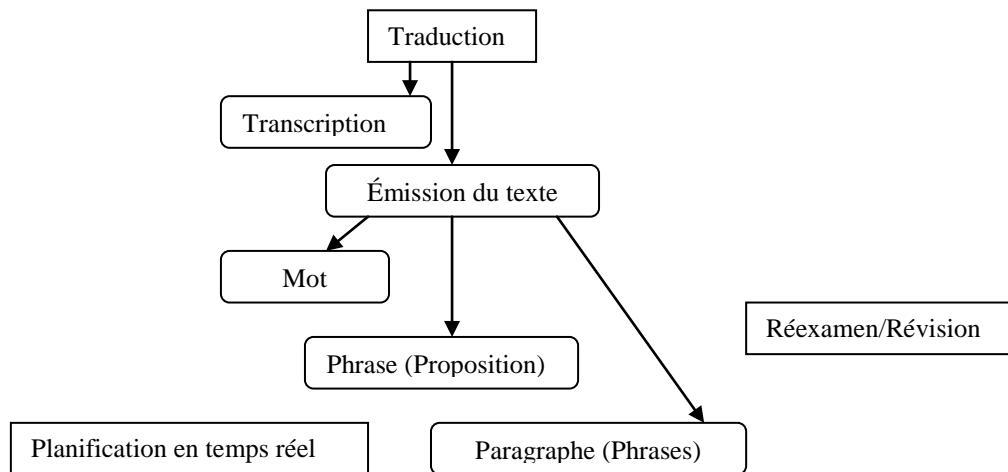 Traduction
Transcription
Émission du texte
Mot
Réexamen/Révision
Phrase (Proposition)
Planification en temps réel
Paragraphe (Phrases)